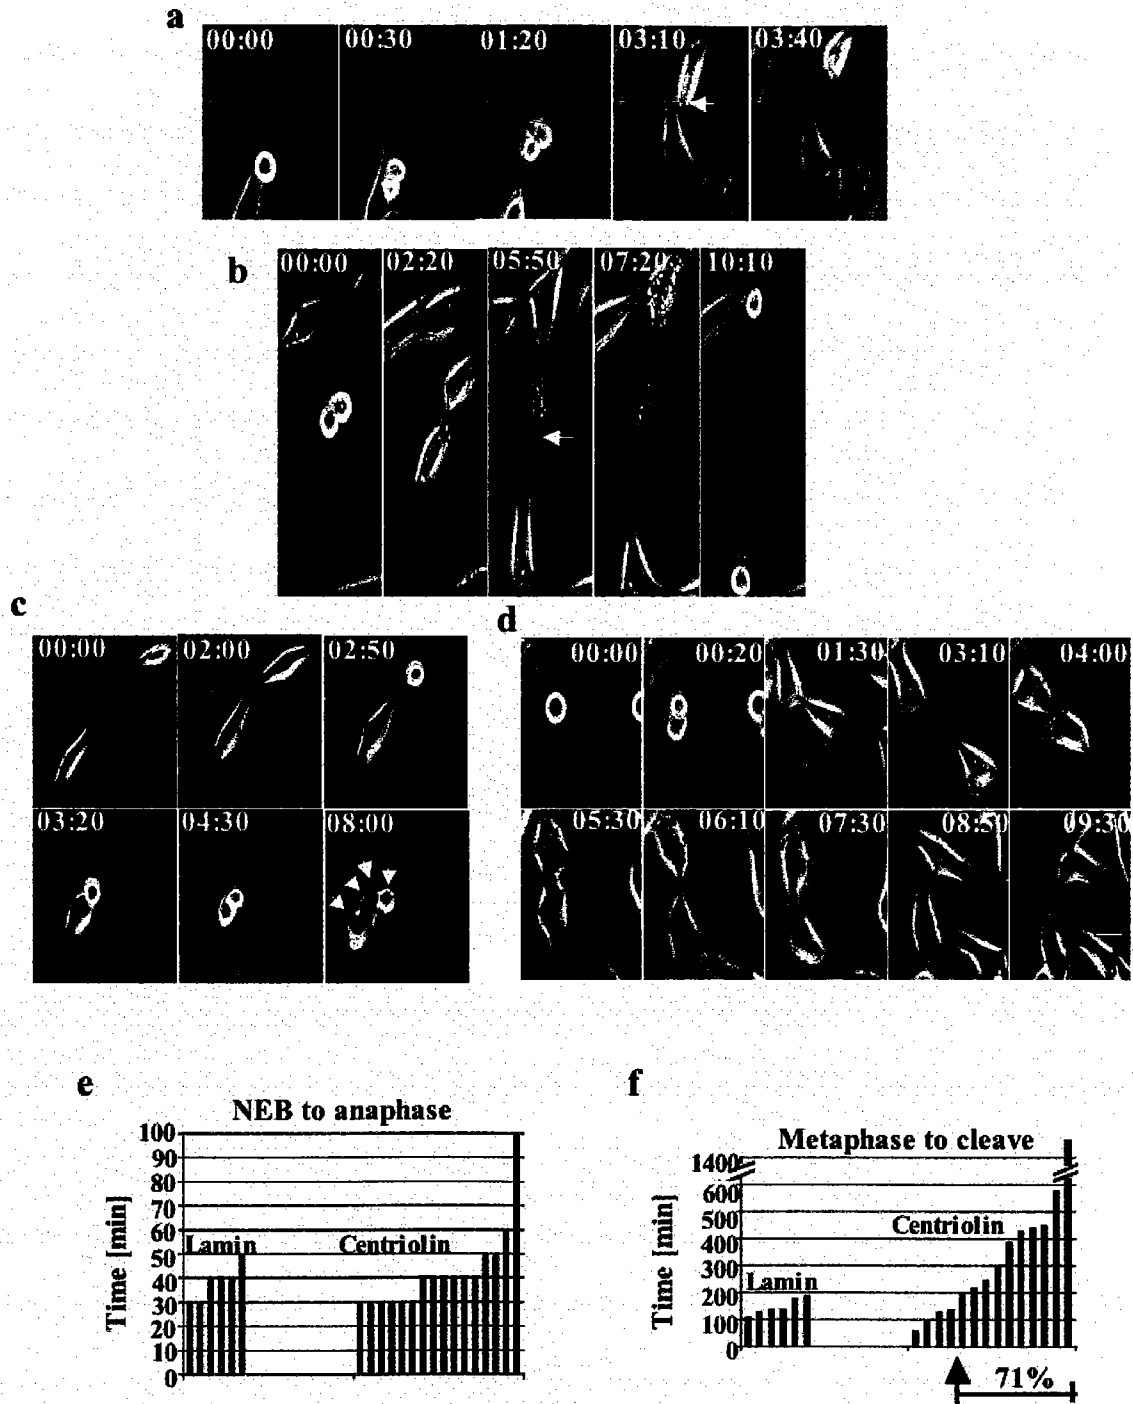 a
00:00 00:30 01:20 03:10 03:40
b
00:00 02:20 05:50 07:20 10:10
c
00:00 02:00 02:50
03:20 04:30 08:00
d
00:00 00:20 01:30 03:10 04:00
05:30 06:10 07:30 08:50 09:30
e
NEB to anaphase
Time [min]
100
90
80
70
60
50
40
30
20
10
0
Lamin Centriolin
f
Metaphase to cleave
Time [min]
1400
600
500
400
300
200
100
0
Centriolin
Lamin
71%